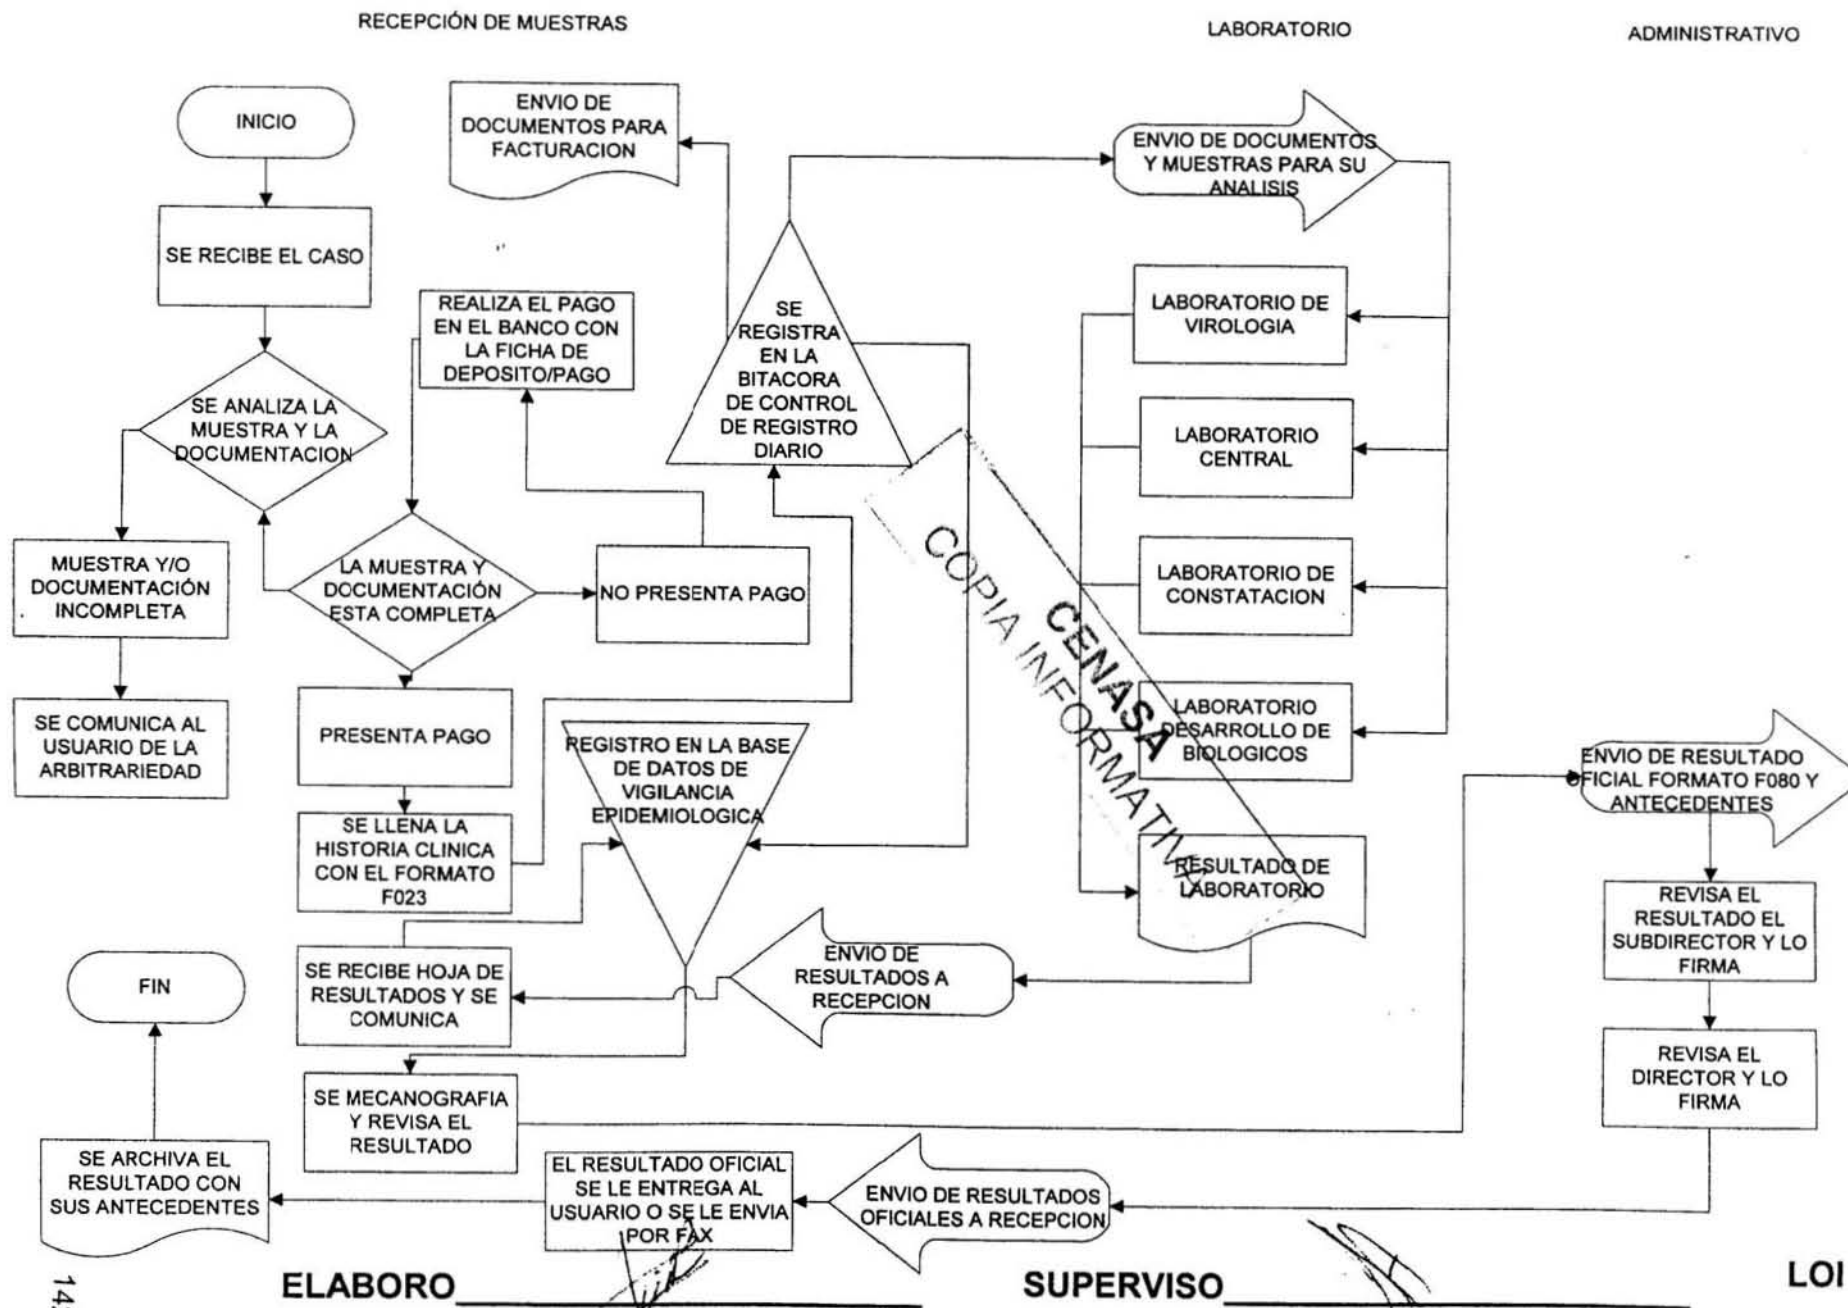 RECEPCIÓN DE MUESTRAS
LABORATORIO
ADMINISTRATIVO
INICIO
SE RECIBE EL CASO
SE ANALIZA LA
MUESTRA Y LA
DOCUMENTACION
MUESTRA Y/O
DOCUMENTACIÓN
INCOMPLETA
SE COMUNICA AL
USUARIO DE LA
ARBITRARIEDAD
ENVIO DE
DOCUMENTOS PARA
FACTURACION
REALIZA EL PAGO
EN EL BANCO CON
LA FICHA DE
DEPOSITO/PAGO
LA MUESTRA Y
DOCUMENTACIÓN
ESTA COMPLETA
NO PRESENTA PAGO
PRESENTA PAGO
SE LLENA LA
HISTORIA CLINICA
CON EL FORMATO
F023
SE
REGISTRA
EN LA
BITACORA
DE CONTROL
DE REGISTRO
DIARIO
REGISTRO EN LA BASE
DE DATOS DE
VIGILANCIA
EPIDEMIOLOGICA
ENVIO DE DOCUMENTOS
Y MUESTRAS PARA SU
ANALISIS
LABORATORIO DE
VIROLOGIA
LABORATORIO
CENTRAL
LABORATORIO DE
CONSTATACION
LABORATORIO
DESARROLLO DE
BIOLOGICOS
RESULTADO DE
LABORATORIO
CENASA
COPIA INFORMATIVA
ENVIO DE
RESULTADOS A
RECEPCION
SE RECIBE HOJA DE
RESULTADOS Y SE
COMUNICA
SE MECANOGRAFIA
Y REVISA EL
RESULTADO
ENVIO DE RESULTADO
OFICIAL FORMATO F080 Y
ANTECEDENTES
REVISA EL
RESULTADO EL
SUBDIRECTOR Y LO
FIRMA
REVISA EL
DIRECTOR Y LO
FIRMA
ENVIO DE RESULTADOS
OFICIALES A RECEPCION
EL RESULTADO OFICIAL
SE LE ENTREGA AL
USUARIO O SE LE ENVIA
POR FAX
SE ARCHIVA EL
RESULTADO CON
SUS ANTECEDENTES
FIN
ELABORO
SUPERVISO
LOI